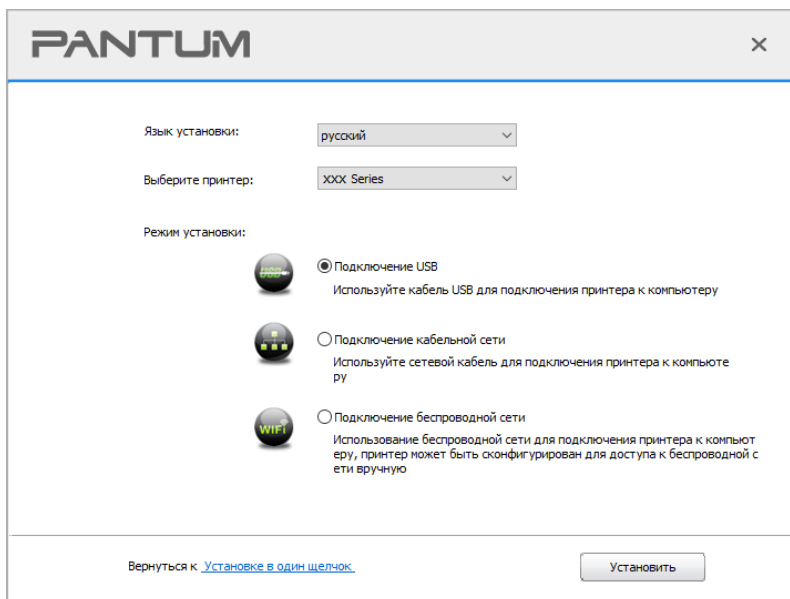 PANTUM
Язык установки:
русский
Выберите принтер:
XXX Series
Режим установки:
USB
Подключение USB
Используйте кабель USB для подключения принтера к компьютеру
Подключение кабельной сети
Используйте сетевой кабель для подключения принтера к компьюте
ру
WiFi
Подключение беспроводной сети
Использование беспроводной сети для подключения принтера к компьют
еру, принтер может быть сконфигурирован для доступа к беспроводной с
ети вручную
Вернуться к Установке в один щелчок
Установить